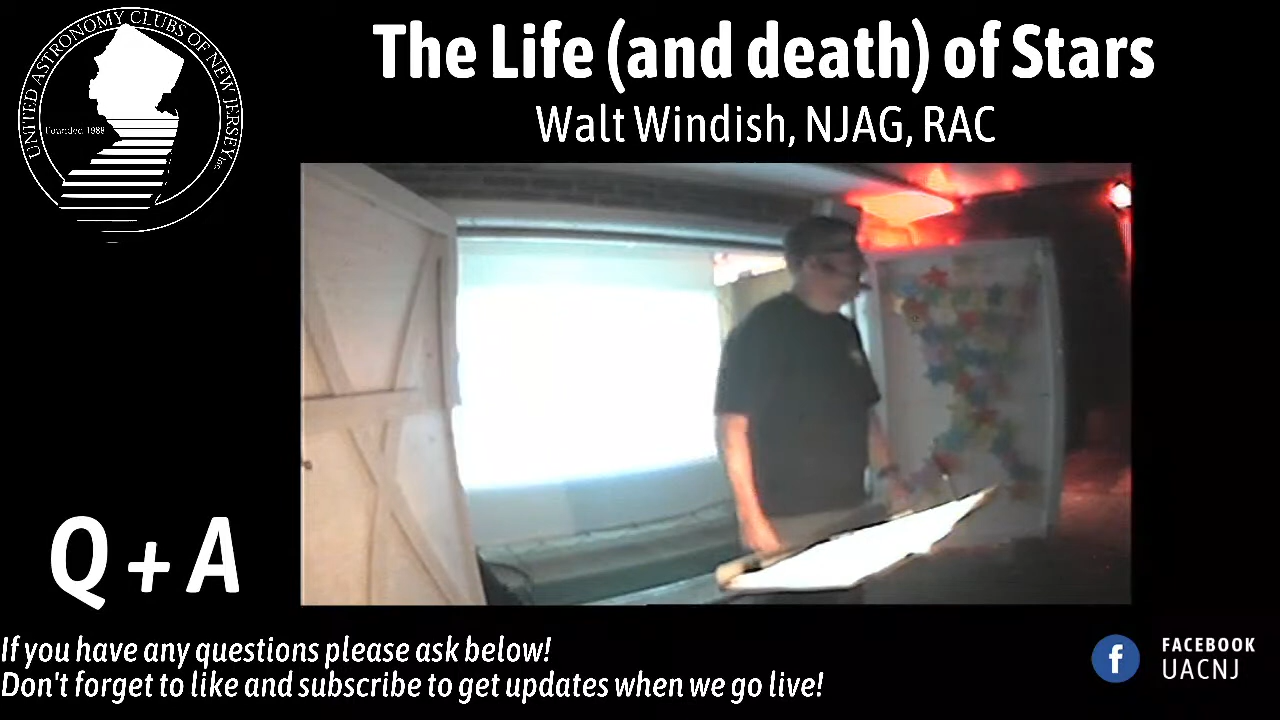 UNITED ASTRONOMY CLUBS OF NEW JERSEY, Inc.
Founded 1988
The Life (and death) of Stars
Walt Windish, NJAG, RAC
Q + A
If you have any questions please ask below!
Don't forget to like and subscribe to get updates when we go live!
f
FACEBOOK
UACNJ